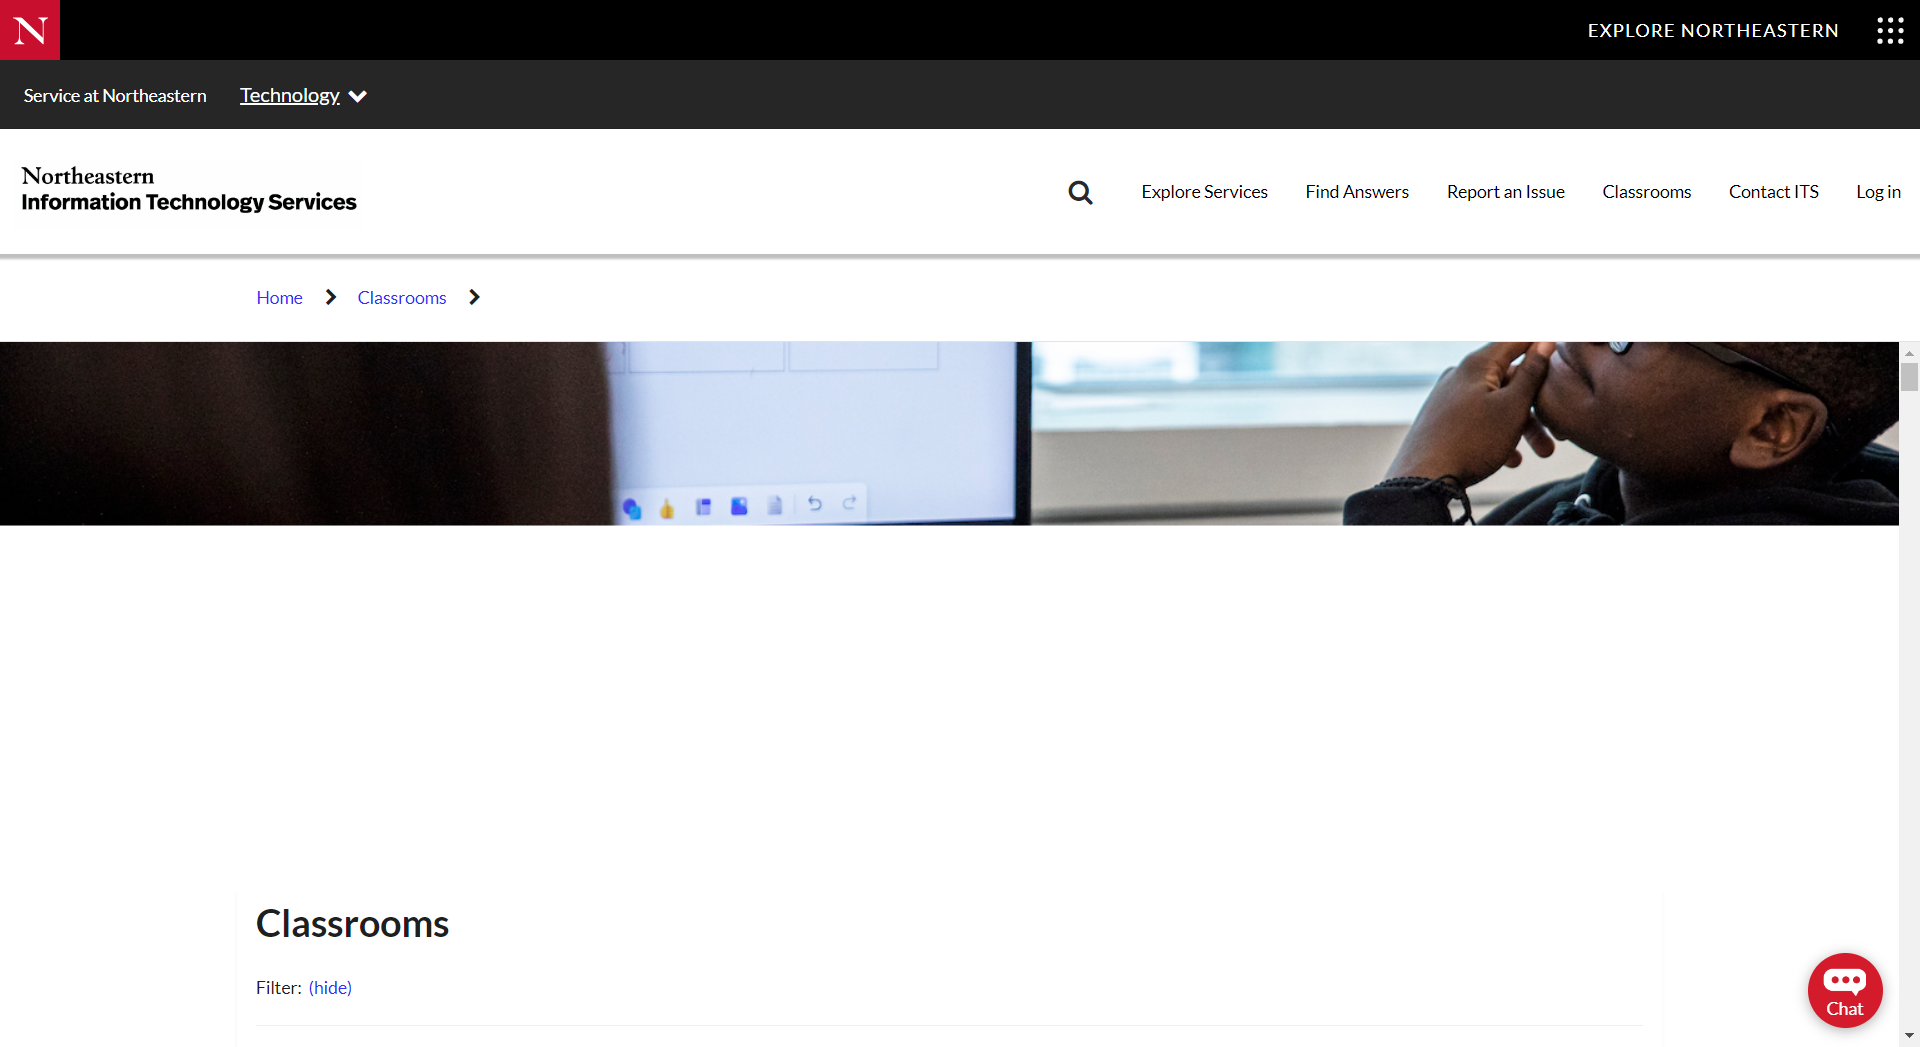 N
EXPLORE NORTHEASTERN
Service at Northeastern
Technology
Northeastern
Information Technology Services
Explore Services
Find Answers
Report an Issue
Classrooms
Contact ITS
Log in
Home
Classrooms
Classrooms
Filter: (hide)
Chat